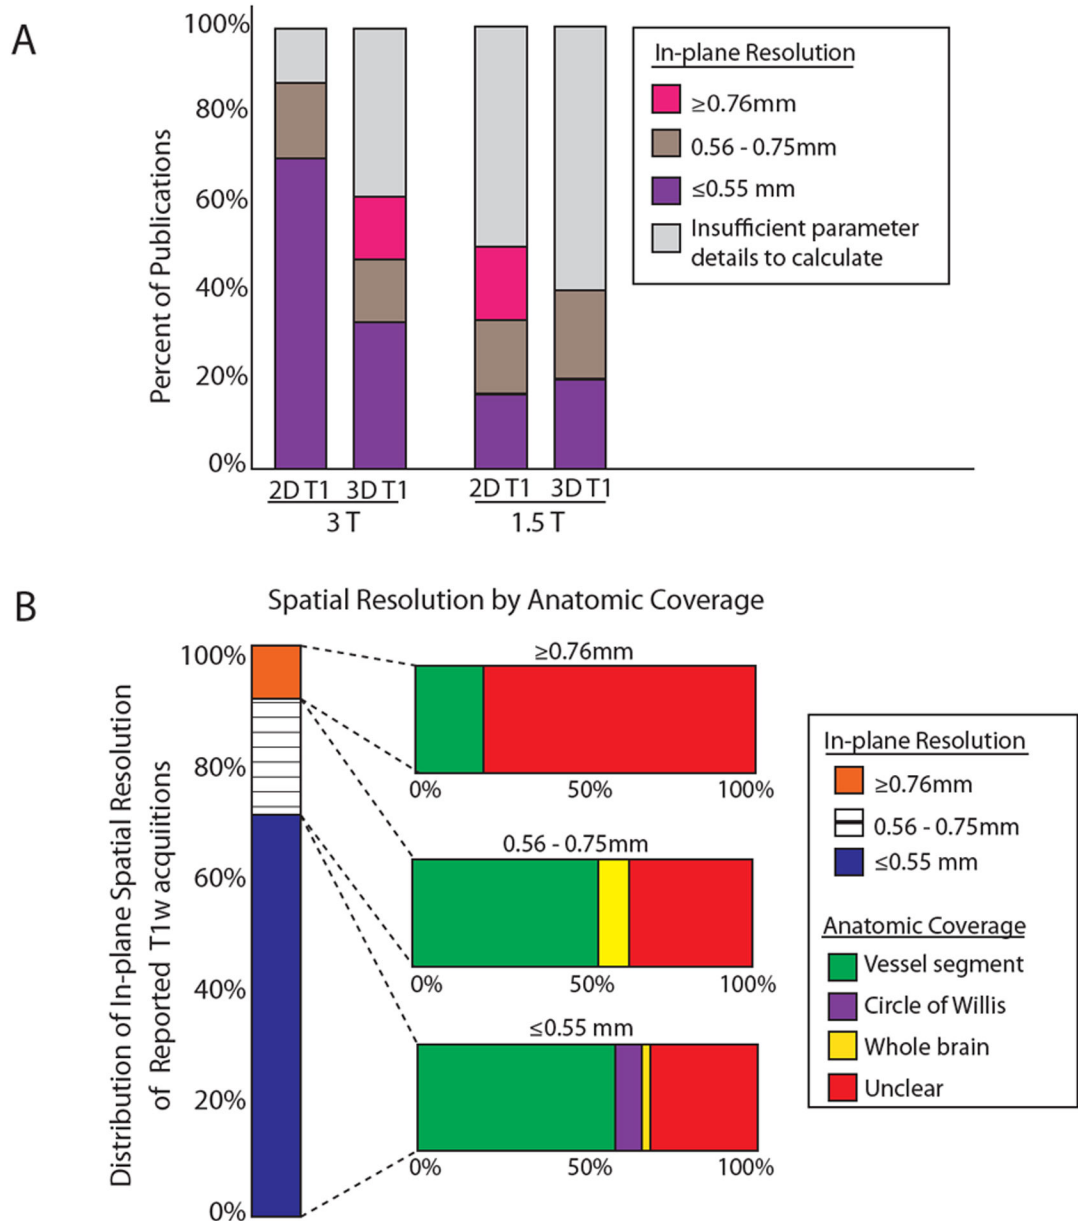 A
100%
80%
60%
40%
20%
0%
Percent of Publications
2D T1 3D T1
3 T
2D T1 3D T1
1.5 T
In-plane Resolution
≥0.76mm
0.56 - 0.75mm
≤0.55 mm
Insufficient parameter
details to calculate
B
Spatial Resolution by Anatomic Coverage
Distribution of In-plane Spatial Resolution
of Reported T1w acquiitions
100%
80%
60%
40%
20%
0%
≥0.76mm
0% 50% 100%
0.56 - 0.75mm
0% 50% 100%
≤0.55 mm
0% 50% 100%
In-plane Resolution
≥0.76mm
0.56 - 0.75mm
≤0.55 mm
Anatomic Coverage
Vessel segment
Circle of Willis
Whole brain
Unclear